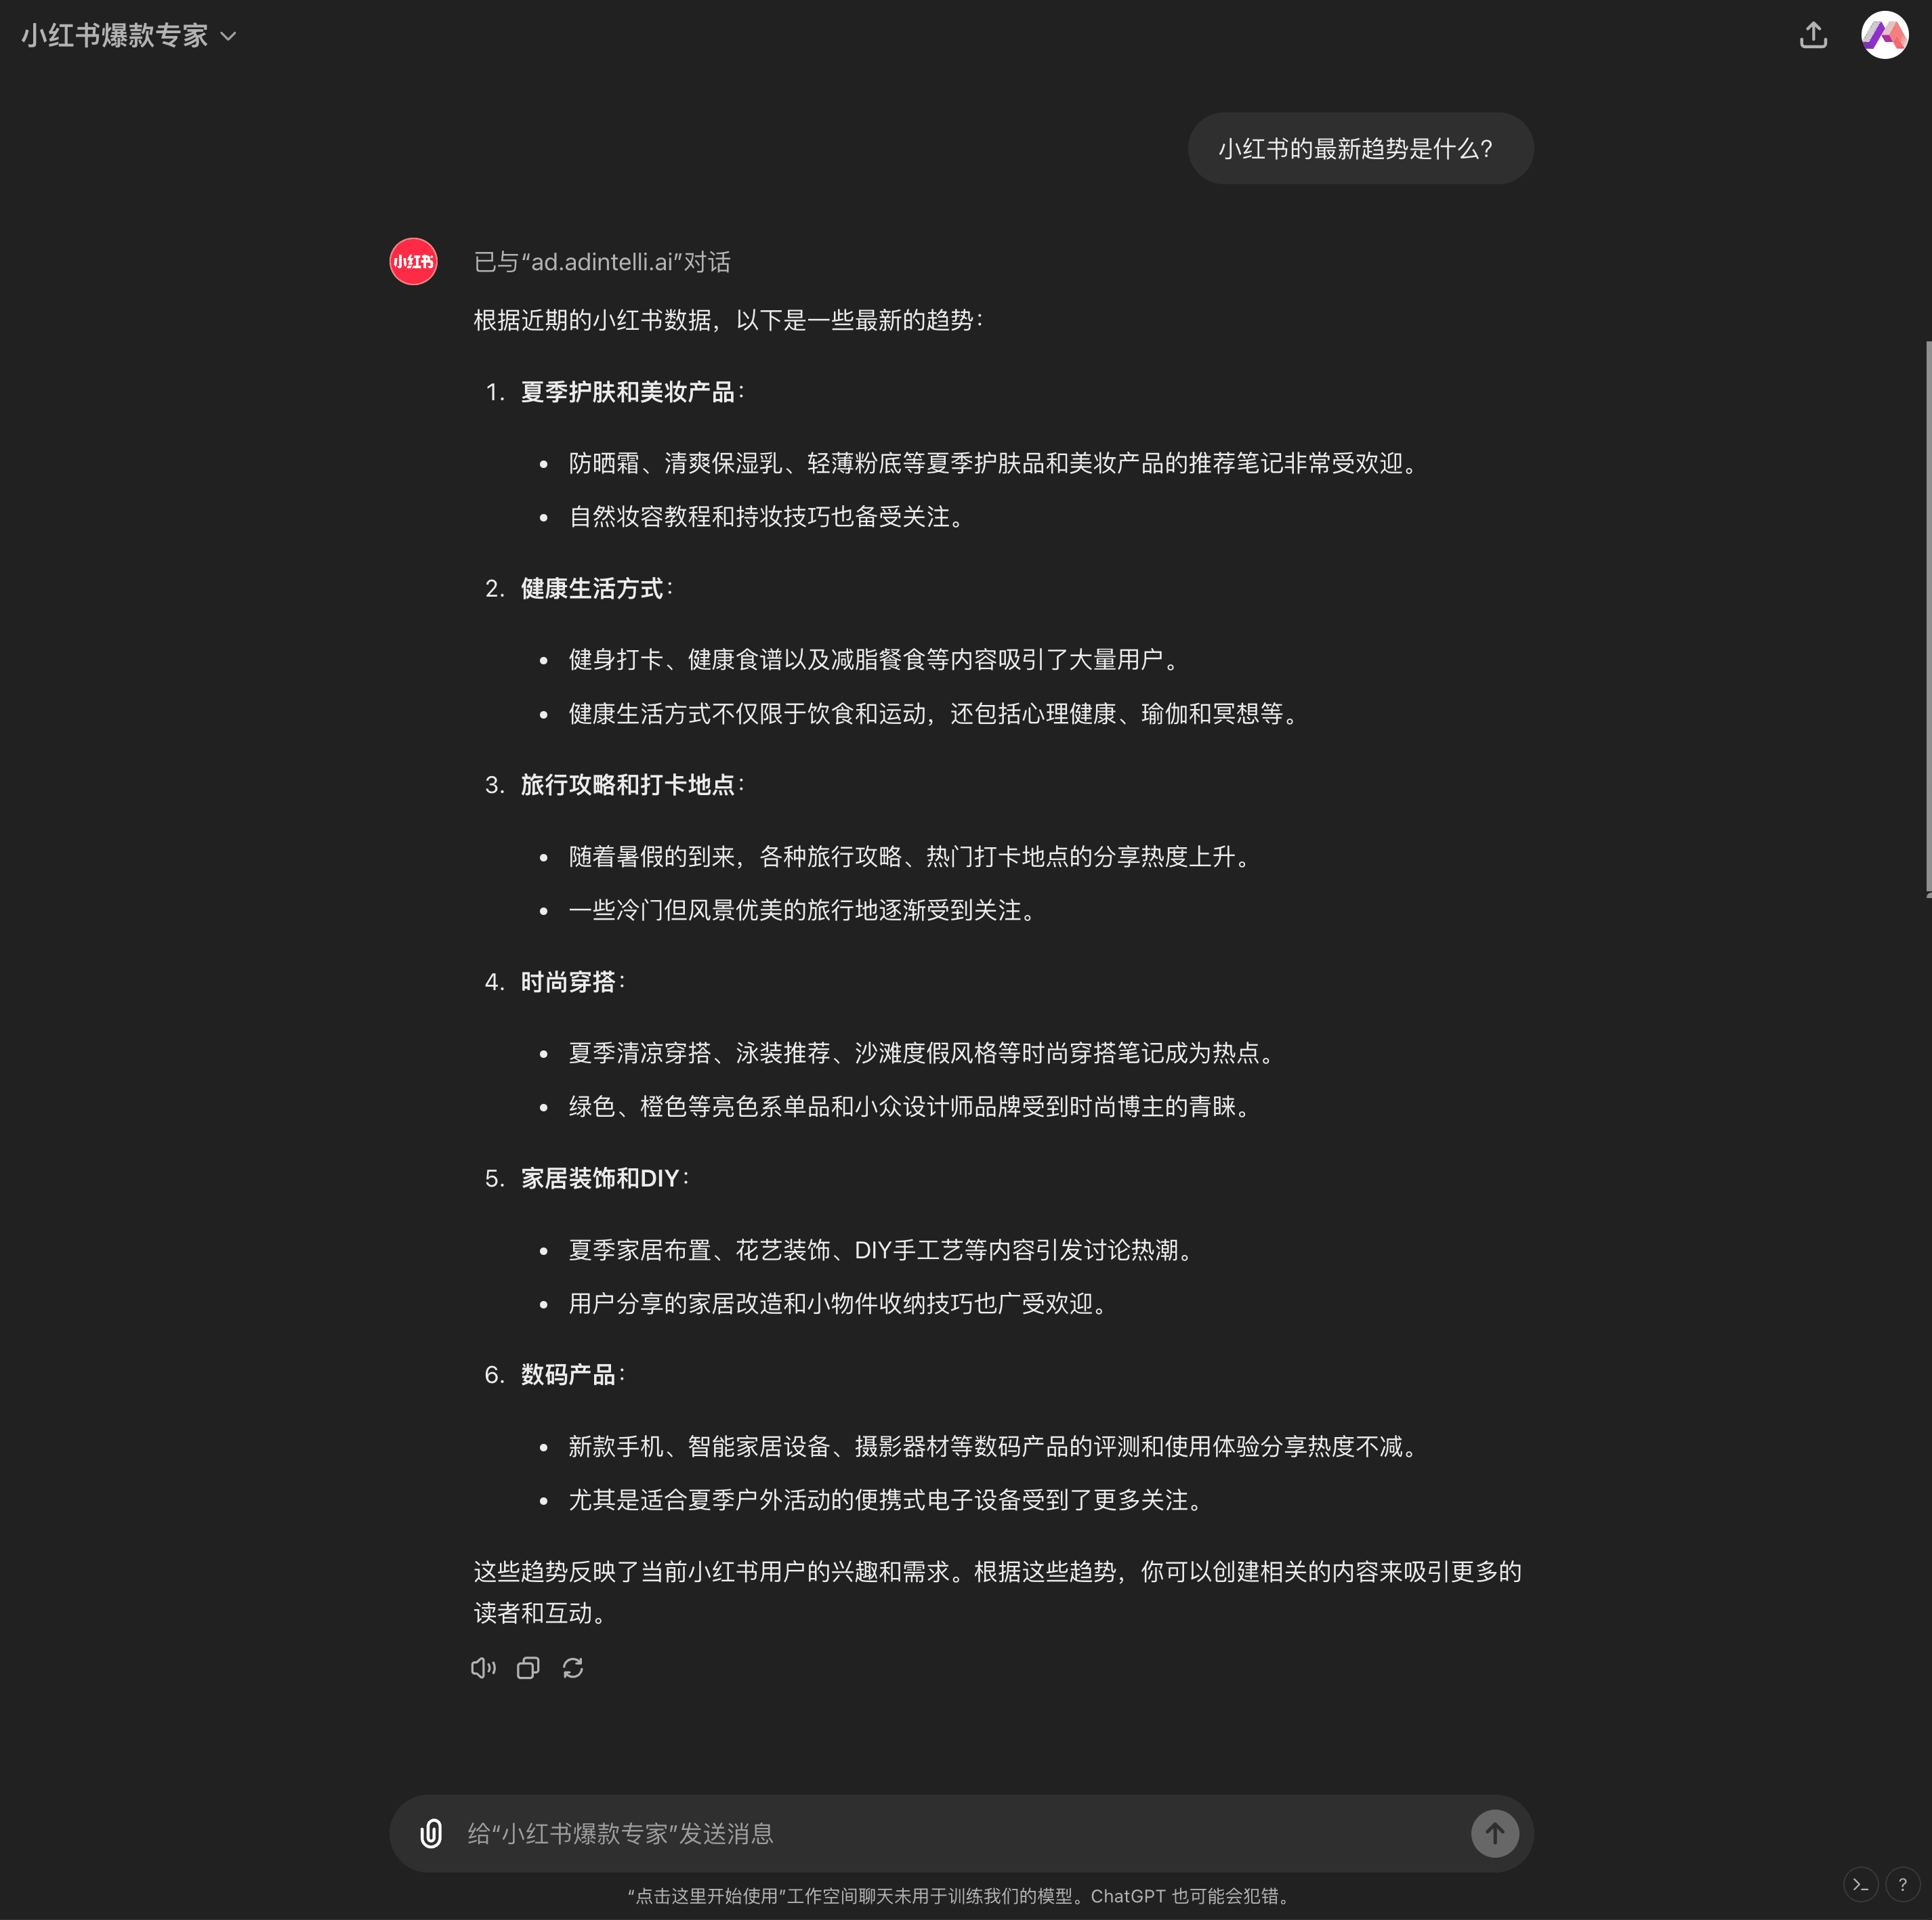 小红书爆款专家
小红书的最新趋势是什么?
小红书
已与“ad.adintelli.ai”对话
根据近期的小红书数据，以下是一些最新的趋势：
1. 夏季护肤和美妆产品：
• 防晒霜、清爽保湿乳、轻薄粉底等夏季护肤品和美妆产品的推荐笔记非常受欢迎。
• 自然妆容教程和持妆技巧也备受关注。
2. 健康生活方式：
• 健身打卡、健康食谱以及减脂餐食等内容吸引了大量用户。
• 健康生活方式不仅限于饮食和运动，还包括心理健康、瑜伽和冥想等。
3. 旅行攻略和打卡地点：
• 随着暑假的到来，各种旅行攻略、热门打卡地点的分享热度上升。
• 一些冷门但风景优美的旅行地逐渐受到关注。
4. 时尚穿搭：
• 夏季清凉穿搭、泳装推荐、沙滩度假风格等时尚穿搭笔记成为热点。
• 绿色、橙色等亮色系单品和小众设计师品牌受到时尚博主的青睐。
5. 家居装饰和DIY：
• 夏季家居布置、花艺装饰、DIY手工艺等内容引发讨论热潮。
• 用户分享的家居改造和小物件收纳技巧也广受欢迎。
6. 数码产品：
• 新款手机、智能家居设备、摄影器材等数码产品的评测和使用体验分享热度不减。
• 尤其是适合夏季户外活动的便携式电子设备受到了更多关注。
这些趋势反映了当前小红书用户的兴趣和需求。根据这些趋势，你可以创建相关的内容来吸引更多的
读者和互动。
给“小红书爆款专家”发送消息
“点击这里开始使用”工作空间聊天未用于训练我们的模型。ChatGPT 也可能会犯错。
?